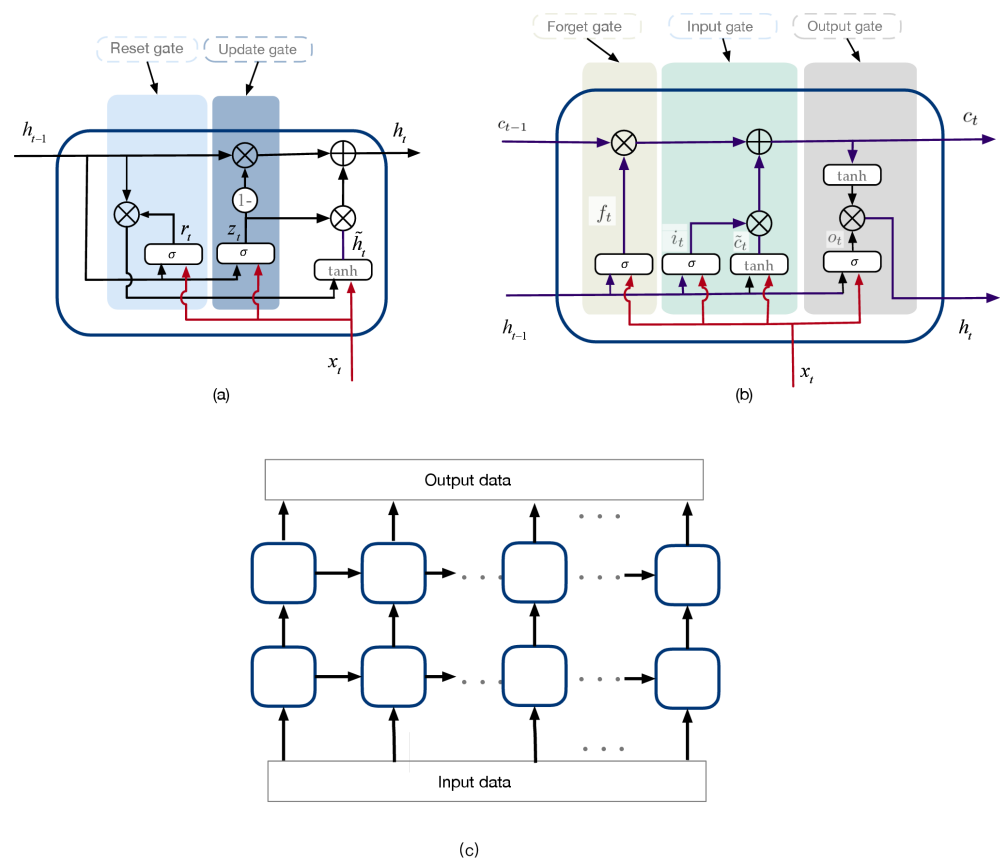 Reset gate
Update gate
h_{t-1}
h_t
1-
r_t
z_t
h̃_t
σ
σ
tanh
x_t
(a)
Forget gate
Input gate
Output gate
c_{t-1}
c_t
tanh
f_t
i_t
c̃_t
o_t
σ
σ
tanh
σ
h_{t-1}
h_t
x_t
(b)
Output data
. . .
. . .
. . .
. . .
. . .
. . .
Input data
(c)